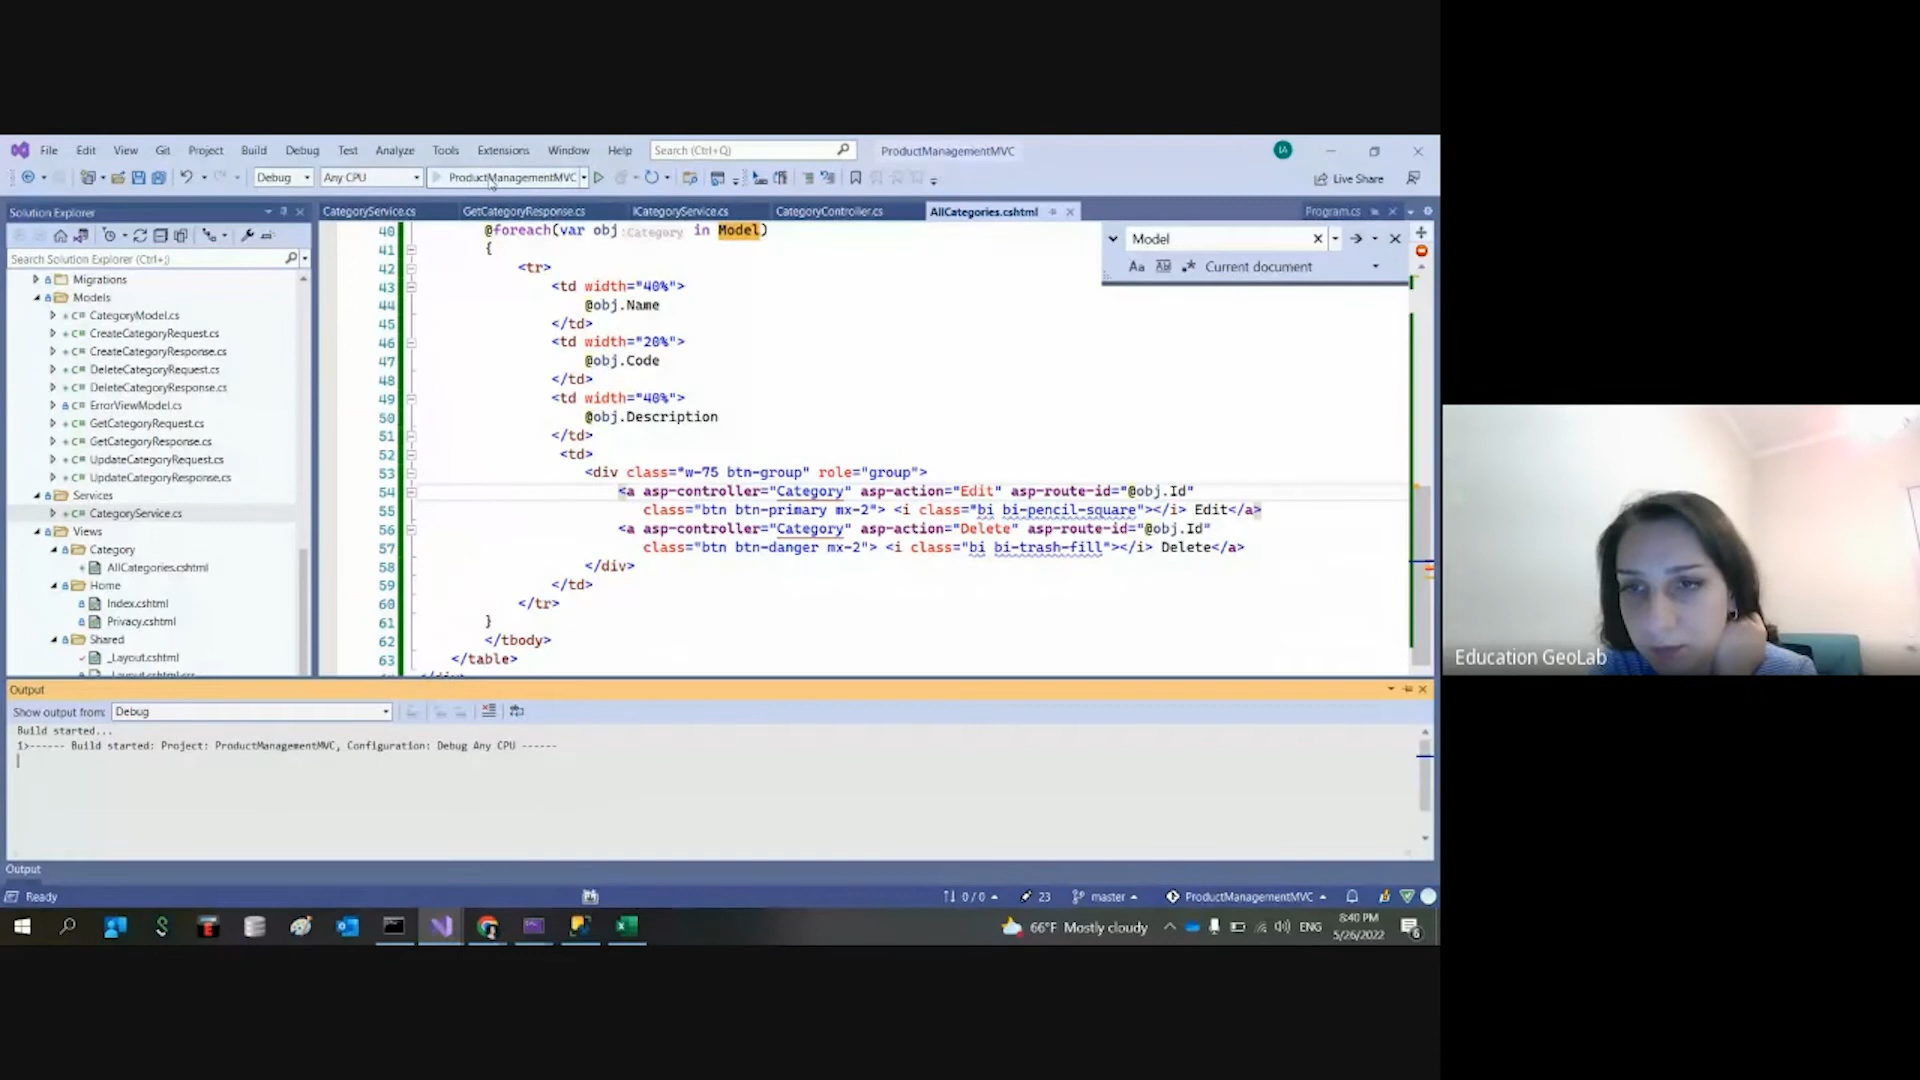 File Edit View Git Project Build Debug Test Analyze Tools Extensions Window Help Search (Ctrl+Q) ProductManagementMVC
Debug Any CPU ProductManagementMVC Live Share
Solution Explorer
Search Solution Explorer (Ctrl+;)
Migrations
Models
C# CategoryModel.cs
C# CreateCategoryRequest.cs
C# CreateCategoryResponse.cs
C# DeleteCategoryRequest.cs
C# DeleteCategoryResponse.cs
C# ErrorViewModel.cs
C# GetCategoryRequest.cs
C# GetCategoryResponse.cs
C# UpdateCategoryRequest.cs
C# UpdateCategoryResponse.cs
Services
C# CategoryService.cs
Views
Category
AllCategories.cshtml
Home
Index.cshtml
Privacy.cshtml
Shared
_Layout.cshtml
_Layout.cshtml.css
CategoryService.cs GetCategoryResponse.cs ICategoryService.cs CategoryController.cs AllCategories.cshtml Program.cs
Model
Aa Current document
40 @foreach(var obj:Category in Model)
41 {
42 <tr>
43 <td width="40%">
44 @obj.Name
45 </td>
46 <td width="20%">
47 @obj.Code
48 </td>
49 <td width="40%">
50 @obj.Description
51 </td>
52 <td>
53 <div class="w-75 btn-group" role="group">
54 <a asp-controller="Category" asp-action="Edit" asp-route-id="@obj.Id"
55 class="btn btn-primary mx-2"> <i class="bi bi-pencil-square"></i> Edit</a>
56 <a asp-controller="Category" asp-action="Delete" asp-route-id="@obj.Id"
57 class="btn btn-danger mx-2"> <i class="bi bi-trash-fill"></i> Delete</a>
58 </div>
59 </td>
60 </tr>
61 }
62 </tbody>
63 </table>
Output
Show output from: Debug
Build started...
1>------ Build started: Project: ProductManagementMVC, Configuration: Debug Any CPU ------
Output
Ready 0 / 0 23 master ProductManagementMVC
66°F Mostly cloudy ENG 8:40 PM
5/26/2022 6
Education GeoLab